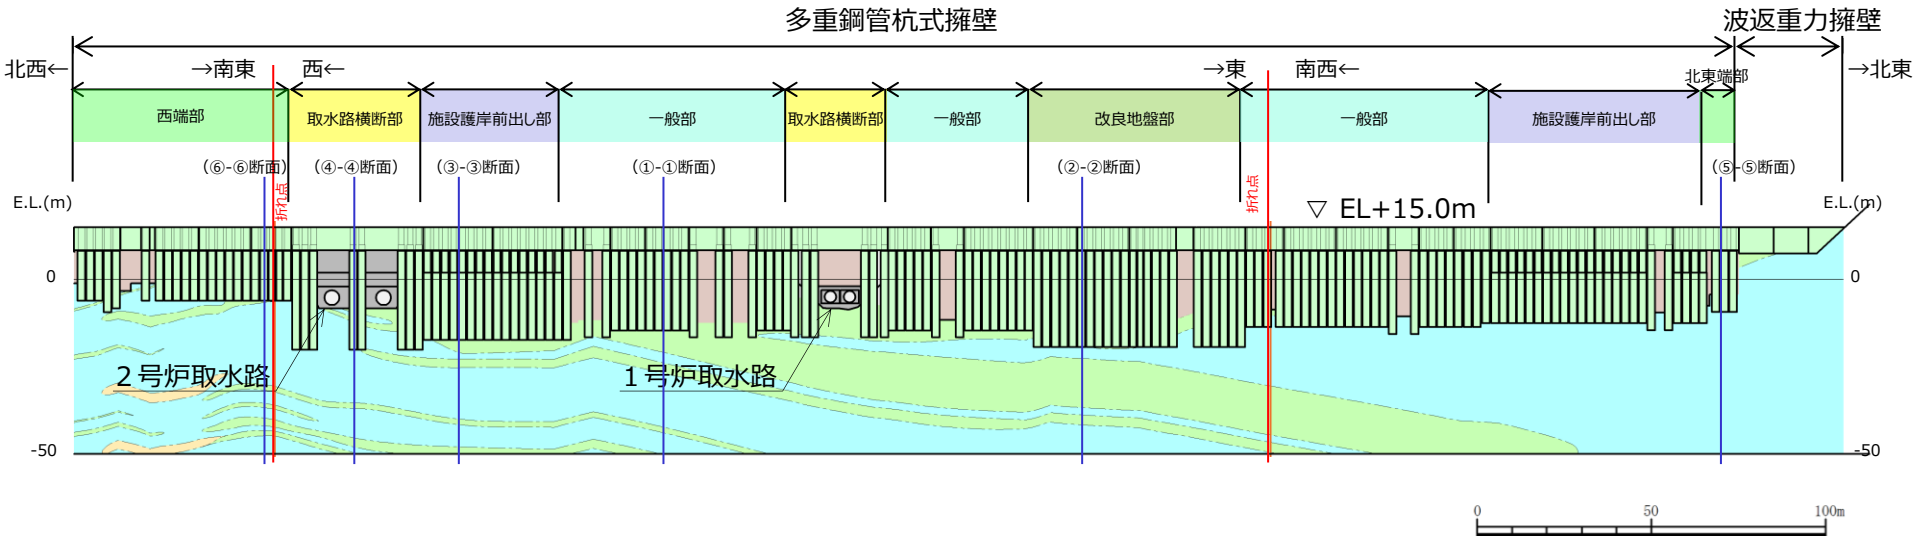 多重鋼管杭式擁壁
波返重力擁壁
北西←
→南東
西←
→東
南西←
→北東
北東端部
西端部
取水路横断部
施設護岸前出し部
一般部
取水路横断部
一般部
改良地盤部
一般部
施設護岸前出し部
（⑥-⑥断面）
（④-④断面）
（③-③断面）
（①-①断面）
（②-②断面）
（⑤-⑤断面）
折れ点
折れ点
E.L.(m)
E.L.(m)
▽ EL+15.0m
0
0
２号炉取水路
１号炉取水路
-50
-50
0
50
100m